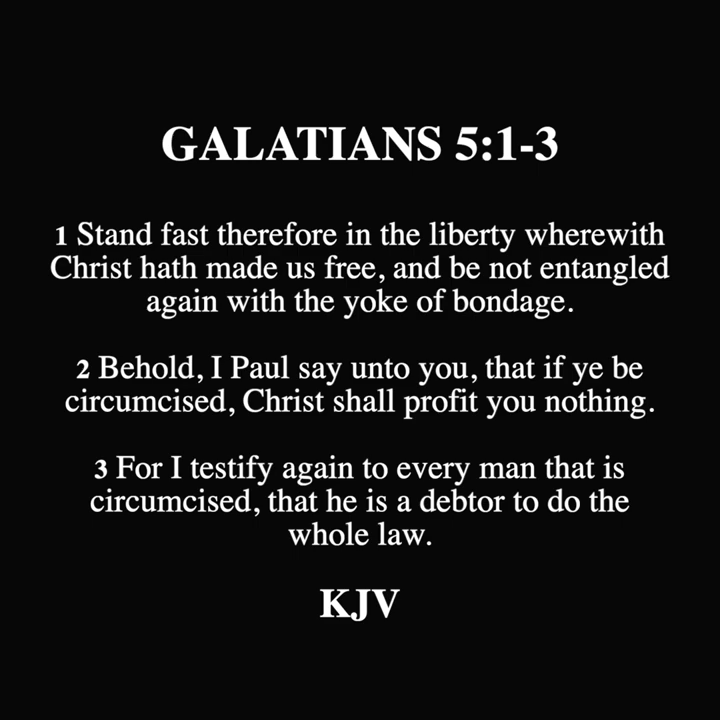 GALATIANS 5:1-3
1 Stand fast therefore in the liberty wherewith
Christ hath made us free, and be not entangled
again with the yoke of bondage.
2 Behold, I Paul say unto you, that if ye be
circumcised, Christ shall profit you nothing.
3 For I testify again to every man that is
circumcised, that he is a debtor to do the
whole law.
KJV